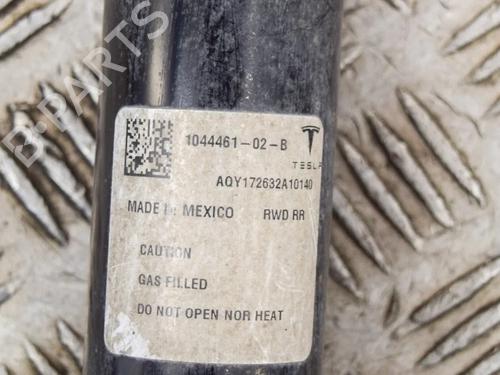 1044461-02-B
TESLA
AQY172632A10140
MADE IN MEXICO RWD RR
CAUTION
GAS FILLED
DO NOT OPEN NOR HEAT
B-PARTS